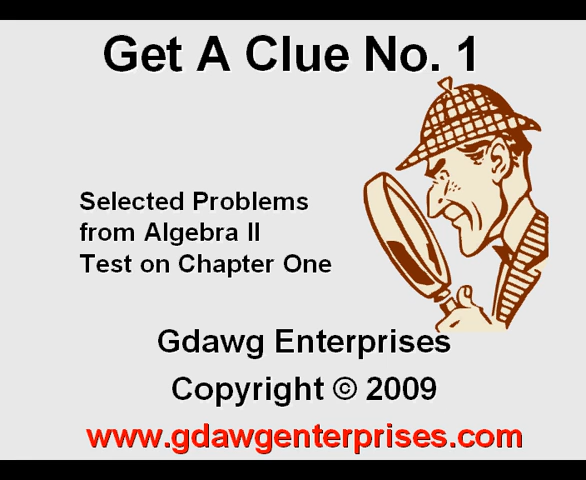 Get A Clue No. 1
Selected Problems
from Algebra II
Test on Chapter One
Gdawg Enterprises
Copyright © 2009
www.gdawgenterprises.com